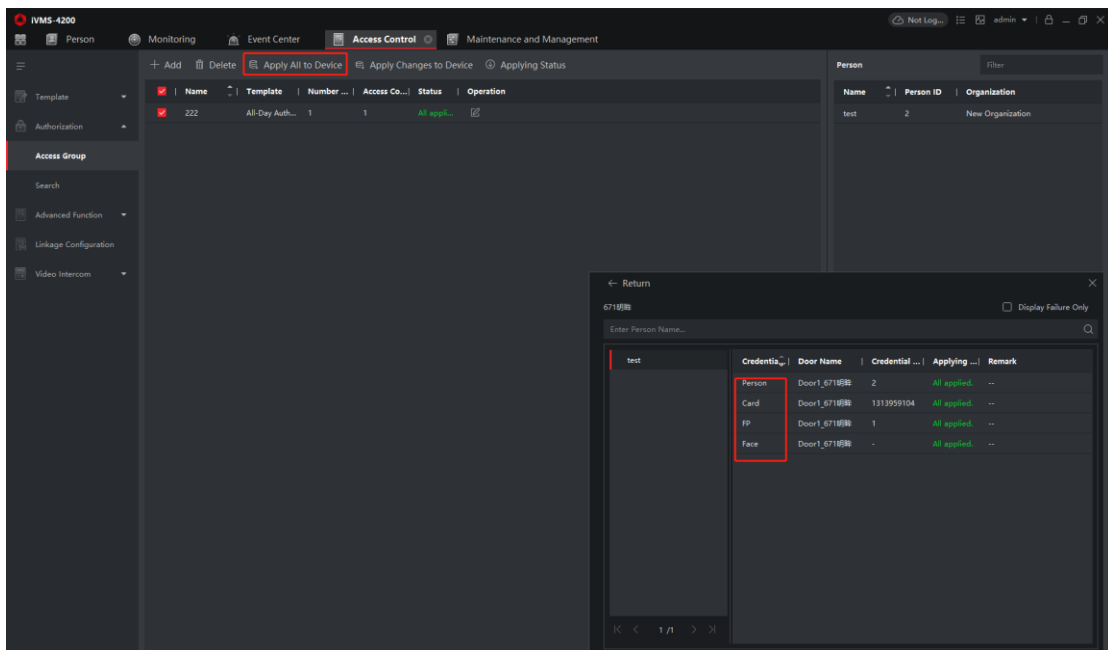 iVMS-4200
Not Log...
admin
Person
Monitoring
Event Center
Access Control
Maintenance and Management
Add
Delete
Apply All to Device
Apply Changes to Device
Applying Status
Template
Authorization
Access Group
Search
Advanced Function
Linkage Configuration
Video Intercom
Name | Template | Number ... | Access Co...| Status | Operation
222 All-Day Auth... 1 1 All appli...
Person
Filter
Name | Person ID | Organization
test 2 New Organization
Return
671明眸
Display Failure Only
Enter Person Name...
test
Credentia... | Door Name | Credential ... | Applying ...| Remark
Person Door1_671明眸 2 All applied. --
Card Door1_671明眸 1313959104 All applied. --
FP Door1_671明眸 1 All applied. --
Face Door1_671明眸 - All applied. --
1 /1